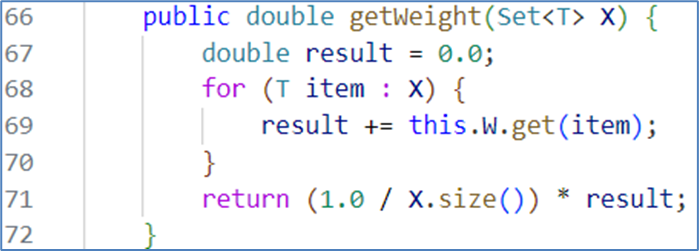 66 public double getWeight(Set<T> X) {
67 double result = 0.0;
68 for (T item : X) {
69 result += this.W.get(item);
70 }
71 return (1.0 / X.size()) * result;
72 }